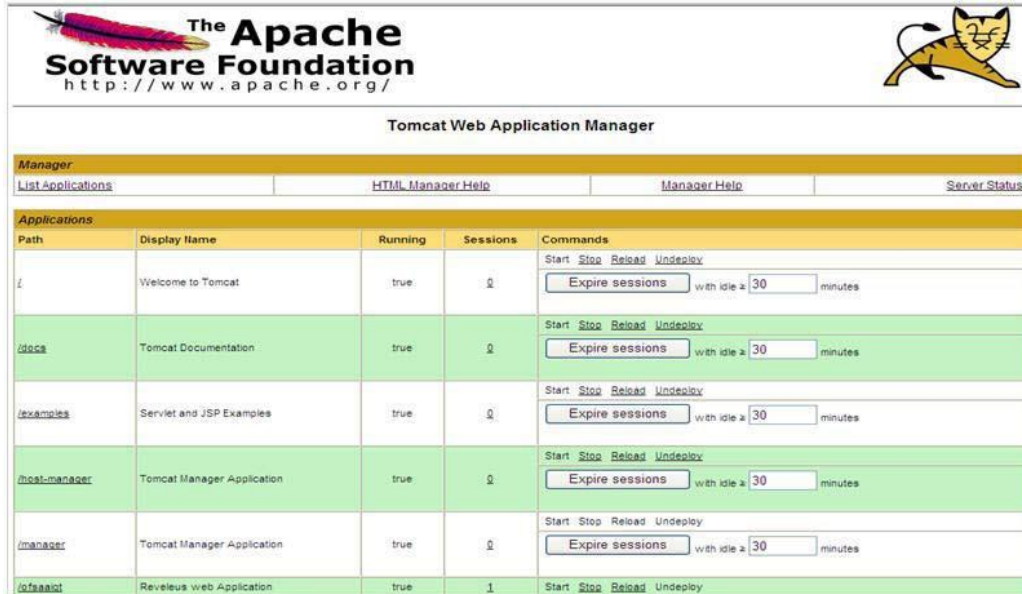 The Apache
Software Foundation
http://www.apache.org/
Tomcat Web Application Manager
Manager
List Applications HTML Manager Help Manager Help Server Status
Applications
Path Display Name Running Sessions Commands
/ Welcome to Tomcat true 0 Start Stop Reload Undeploy
Expire sessions with idle ≥ 30 minutes
/docs Tomcat Documentation true 0 Start Stop Reload Undeploy
Expire sessions with idle ≥ 30 minutes
/examples Servlet and JSP Examples true 0 Start Stop Reload Undeploy
Expire sessions with idle ≥ 30 minutes
/host-manager Tomcat Manager Application true 0 Start Stop Reload Undeploy
Expire sessions with idle ≥ 30 minutes
/manager Tomcat Manager Application true 0 Start Stop Reload Undeploy
Expire sessions with idle ≥ 30 minutes
Reveleus web Application true 1 Start Stop Reload Undeploy